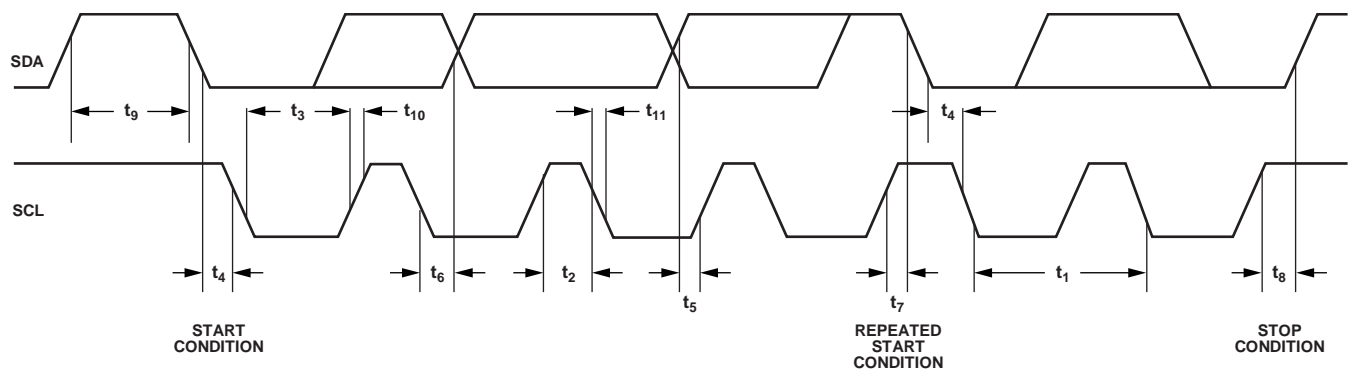 SDA
t9
t3
t10
t11
t4
SCL
t4
t6
t2
t5
t7
t1
t8
START
CONDITION
REPEATED
START
CONDITION
STOP
CONDITION